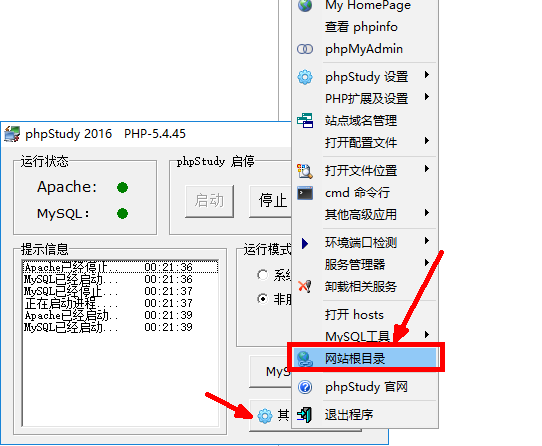 My HomePage
查看 phpinfo
phpMyAdmin
phpStudy 设置
PHP扩展及设置
站点域名管理
打开配置文件
打开文件位置
cmd 命令行
其他高级应用
环境端口检测
服务管理器
卸载相关服务
打开 hosts
MySQL工具
网站根目录
phpStudy 官网
退出程序
phpStudy 2016 PHP-5.4.45
运行状态
Apache:
MySQL:
phpStudy 启停
启动
停止
提示信息
Apache已经停止... 00:21:36
MySQL已经启动... 00:21:36
MySQL已经停止... 00:21:37
正在启动进程.... 00:21:37
Apache已经启动... 00:21:39
MySQL已经启动... 00:21:39
运行模式
系统
非服
MyS
其